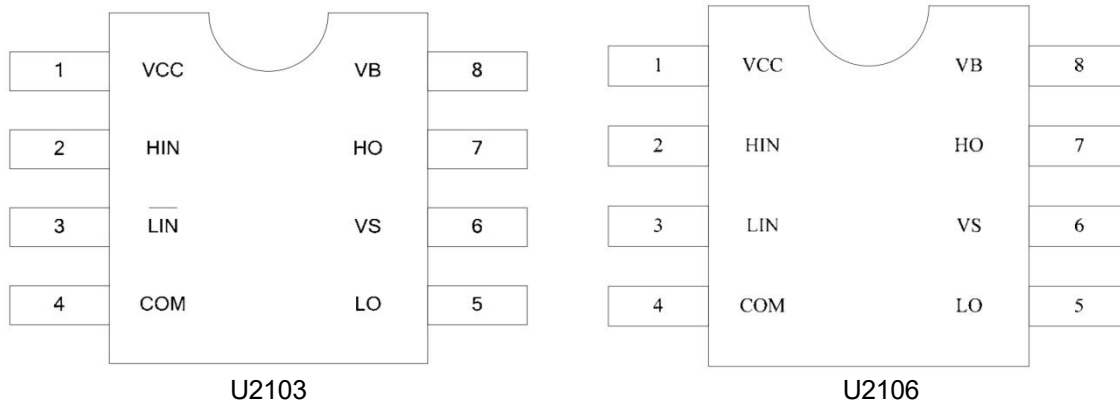 1 VCC VB 8
2 HIN HO 7
3 L̅I̅N̅ VS 6
4 COM LO 5
U2103
1 VCC VB 8
2 HIN HO 7
3 LIN VS 6
4 COM LO 5
U2106